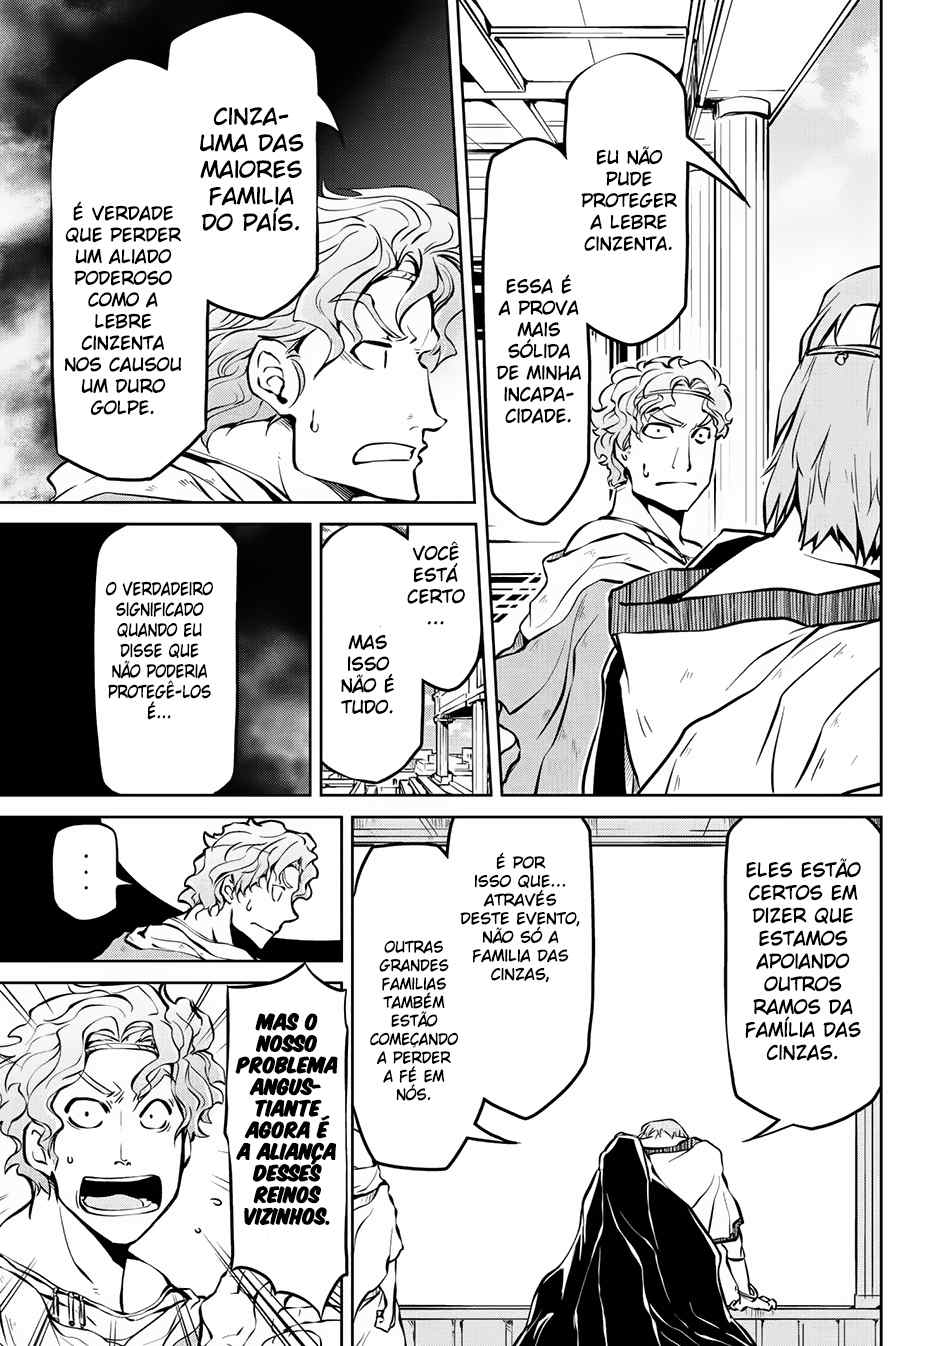 EU NÃO
PUDE
PROTEGER
A LEBRE
CINZENTA.
ESSA É
A PROVA
MAIS
SÓLIDA
DE MINHA
INCAPA-
CIDADE.
CINZA-
UMA DAS
MAIORES
FAMILIA
DO PAÍS.
É VERDADE
QUE PERDER
UM ALIADO
PODEROSO
COMO A
LEBRE
CINZENTA
NOS CAUSOU
UM DURO
GOLPE.
VOCÊ
ESTÁ
CERTO
...
MAS
ISSO
NÃO É
TUDO.
O VERDADEIRO
SIGNIFICADO
QUANDO EU
DISSE QUE
NÃO PODERIA
PROTEGÊ-LOS
É...
ELES ESTÃO
CERTOS EM
DIZER QUE
ESTAMOS
APOIANDO
OUTROS
RAMOS DA
FAMÍLIA DAS
CINZAS.
É POR
ISSO QUE...
ATRAVÉS
DESTE EVENTO,
NÃO SÓ A
FAMILIA DAS
CINZAS,
OUTRAS
GRANDES
FAMILIAS
TAMBÉM
ESTÃO
COMEÇANDO
A PERDER
A FÉ EM
NÓS.
....
MAS O
NOSSO
PROBLEMA
ANGUS-
TIANTE
AGORA É
A ALIANÇA
DESSES
REINOS
VIZINHOS.